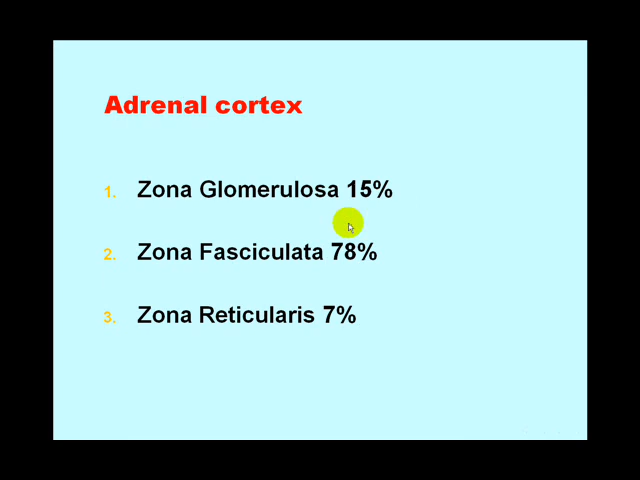 Adrenal cortex
1. Zona Glomerulosa 15%
2. Zona Fasciculata 78%
3. Zona Reticularis 7%